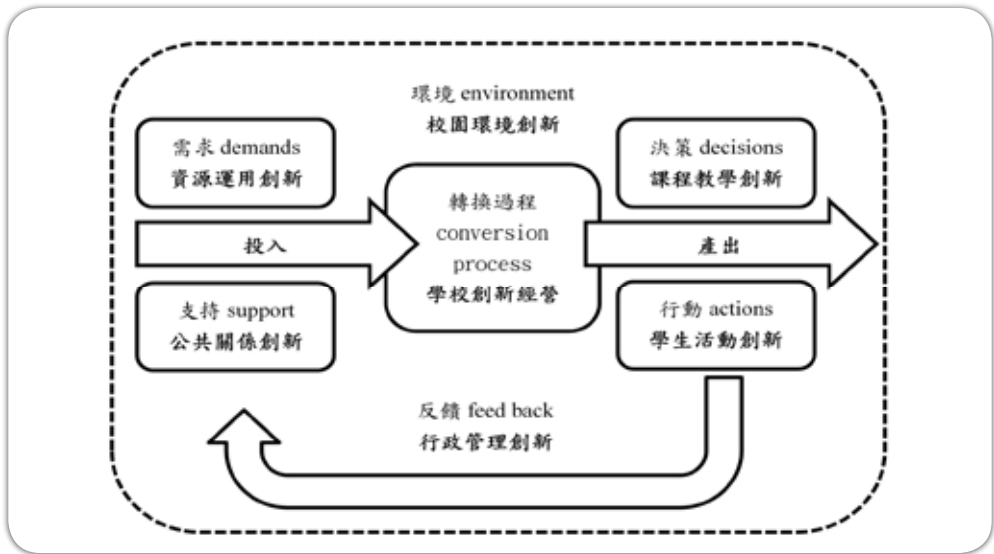 環境 environment
校園環境創新
需求 demands
資源運用創新
投入
支持 support
公共關係創新
轉換過程
conversion
process
學校創新經營
決策 decisions
課程教學創新
產出
行動 actions
學生活動創新
反饋 feed back
行政管理創新